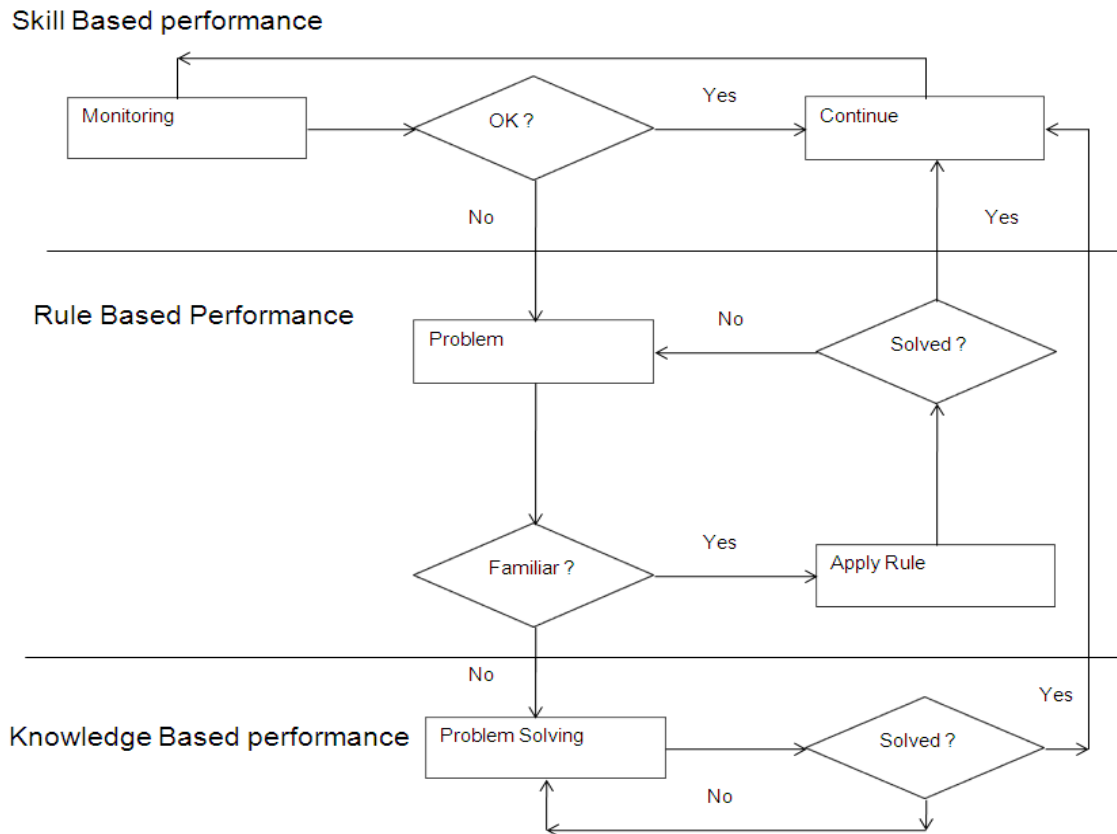 Skill Based performance
Monitoring
OK ?
Yes
Continue
No
Yes
Rule Based Performance
Problem
No
Solved ?
Familiar ?
Yes
Apply Rule
No
Knowledge Based performance
Problem Solving
Solved ?
Yes
No